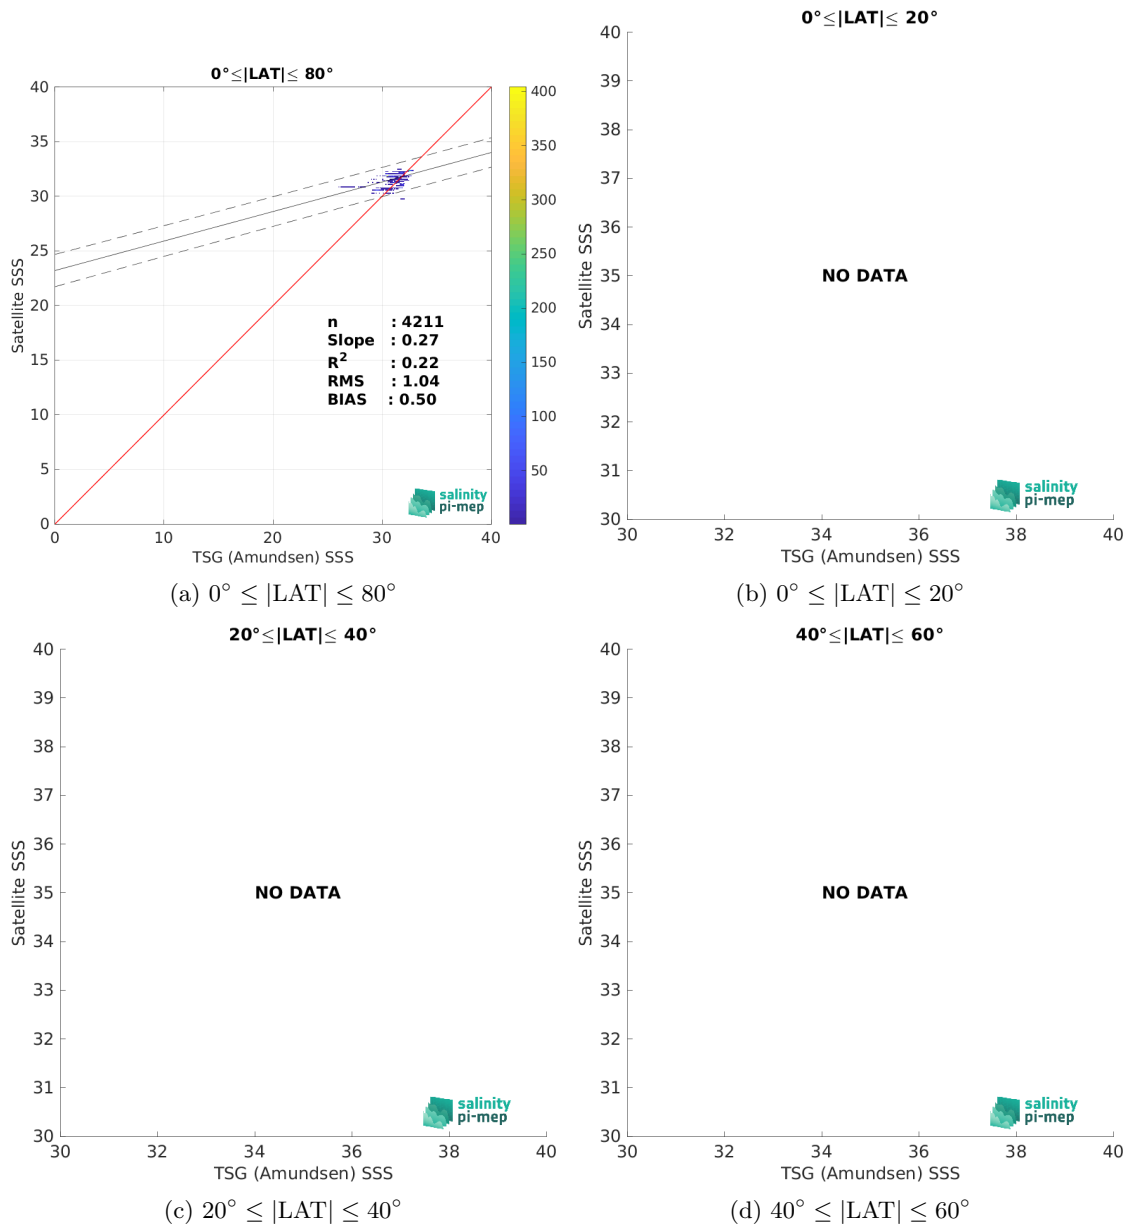 0°≤|LAT|≤ 80°
40
35
30
25
20
15
10
5
0
0
10
20
30
40
Satellite SSS
TSG (Amundsen) SSS
n : 4211
Slope : 0.27
R² : 0.22
RMS : 1.04
BIAS : 0.50
400
350
300
250
200
150
100
50
salinity
pi-mep
(a) 0° ≤ |LAT| ≤ 80°
0°≤|LAT|≤ 20°
40
39
38
37
36
35
34
33
32
31
30
30
32
34
36
38
40
Satellite SSS
TSG (Amundsen) SSS
NO DATA
salinity
pi-mep
(b) 0° ≤ |LAT| ≤ 20°
20°≤|LAT|≤ 40°
40
39
38
37
36
35
34
33
32
31
30
30
32
34
36
38
40
Satellite SSS
TSG (Amundsen) SSS
NO DATA
salinity
pi-mep
(c) 20° ≤ |LAT| ≤ 40°
40°≤|LAT|≤ 60°
40
39
38
37
36
35
34
33
32
31
30
30
32
34
36
38
40
Satellite SSS
TSG (Amundsen) SSS
NO DATA
salinity
pi-mep
(d) 40° ≤ |LAT| ≤ 60°